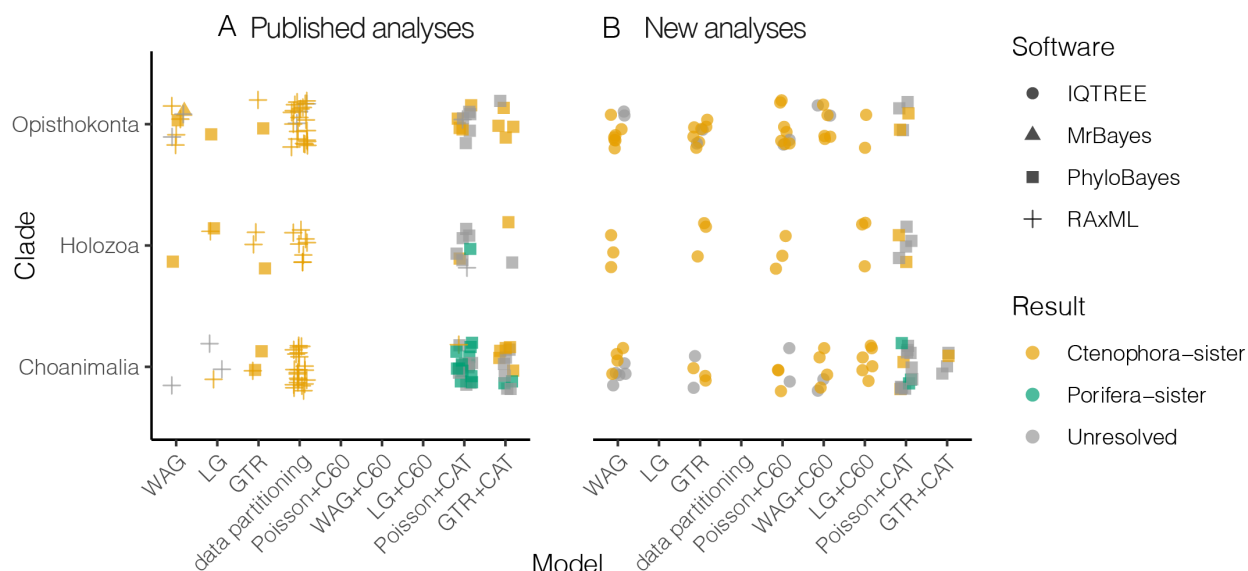 A Published analyses
B New analyses
Software
IQTREE
MrBayes
PhyloBayes
RAxML
Result
Ctenophora−sister
Porifera−sister
Unresolved
Clade
Opisthokonta
Holozoa
Choanimalia
WAG
LG
GTR
data partitioning
Poisson+C60
WAG+C60
LG+C60
Poisson+CAT
GTR+CAT
WAG
LG
GTR
data partitioning
Poisson+C60
WAG+C60
LG+C60
Poisson+CAT
GTR+CAT
Model